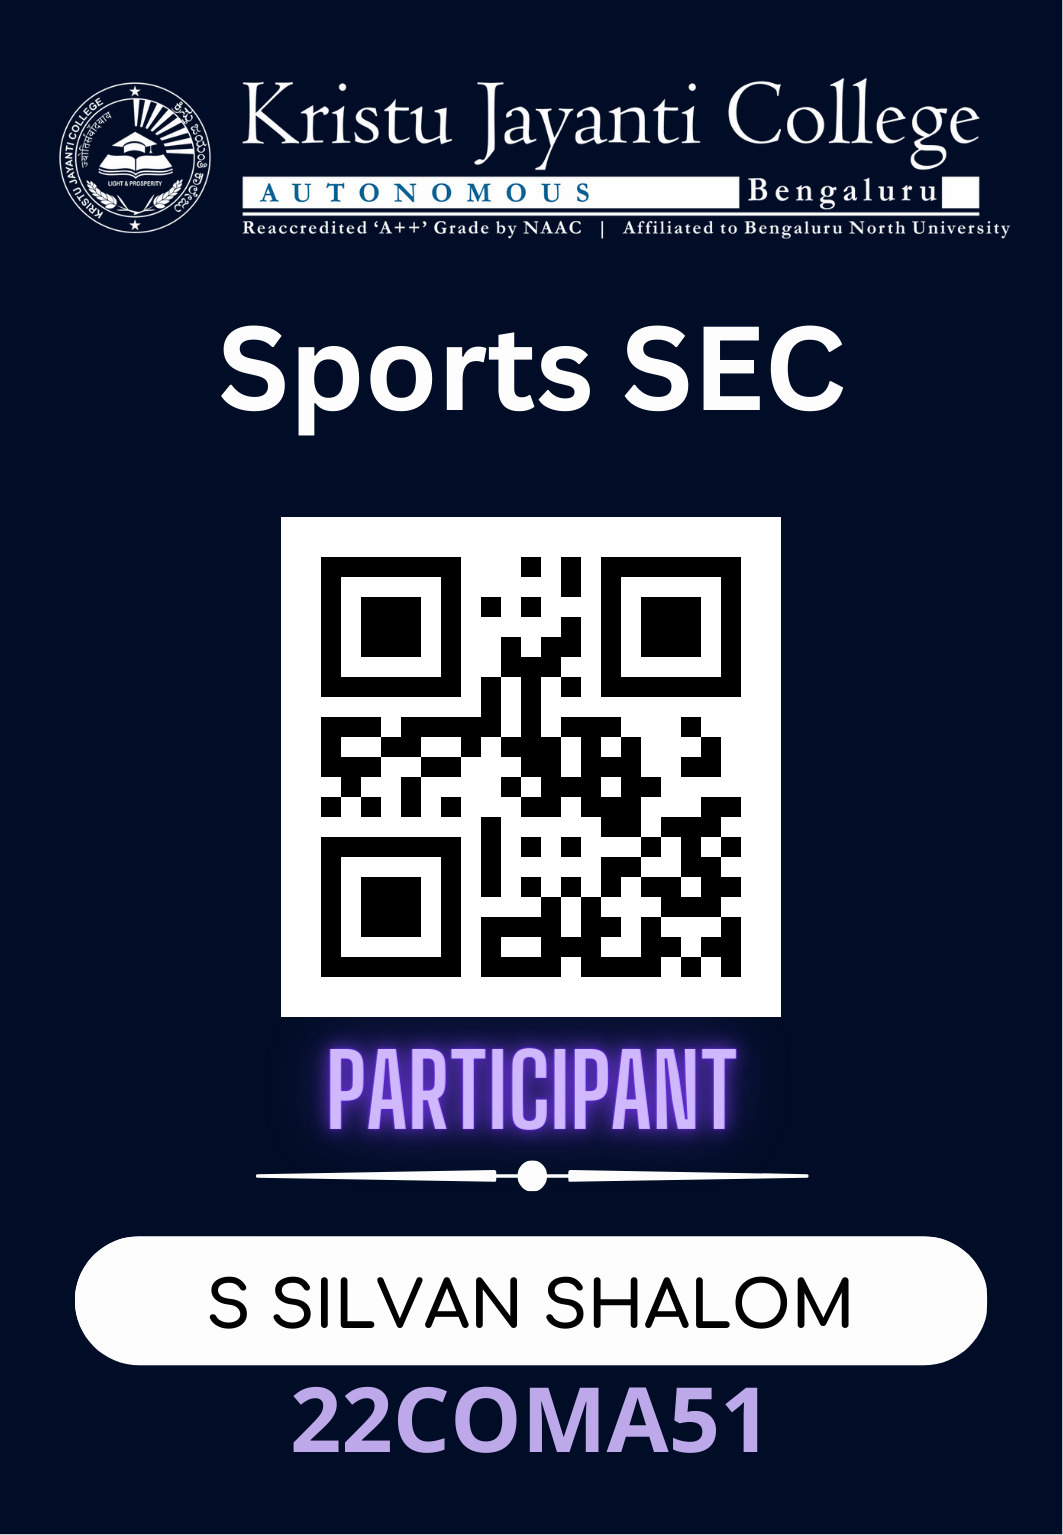 KRISTU JAYANTI COLLEGE
ಕ್ರಿಸ್ತು ಜಯಂತಿ ಕಾಲೇಜು
LIGHT & PROSPERITY
Kristu Jayanti College
AUTONOMOUS Bengaluru
Reaccredited ‘A++’ Grade by NAAC | Affiliated to Bengaluru North University
Sports SEC
PARTICIPANT
S SILVAN SHALOM
22COMA51